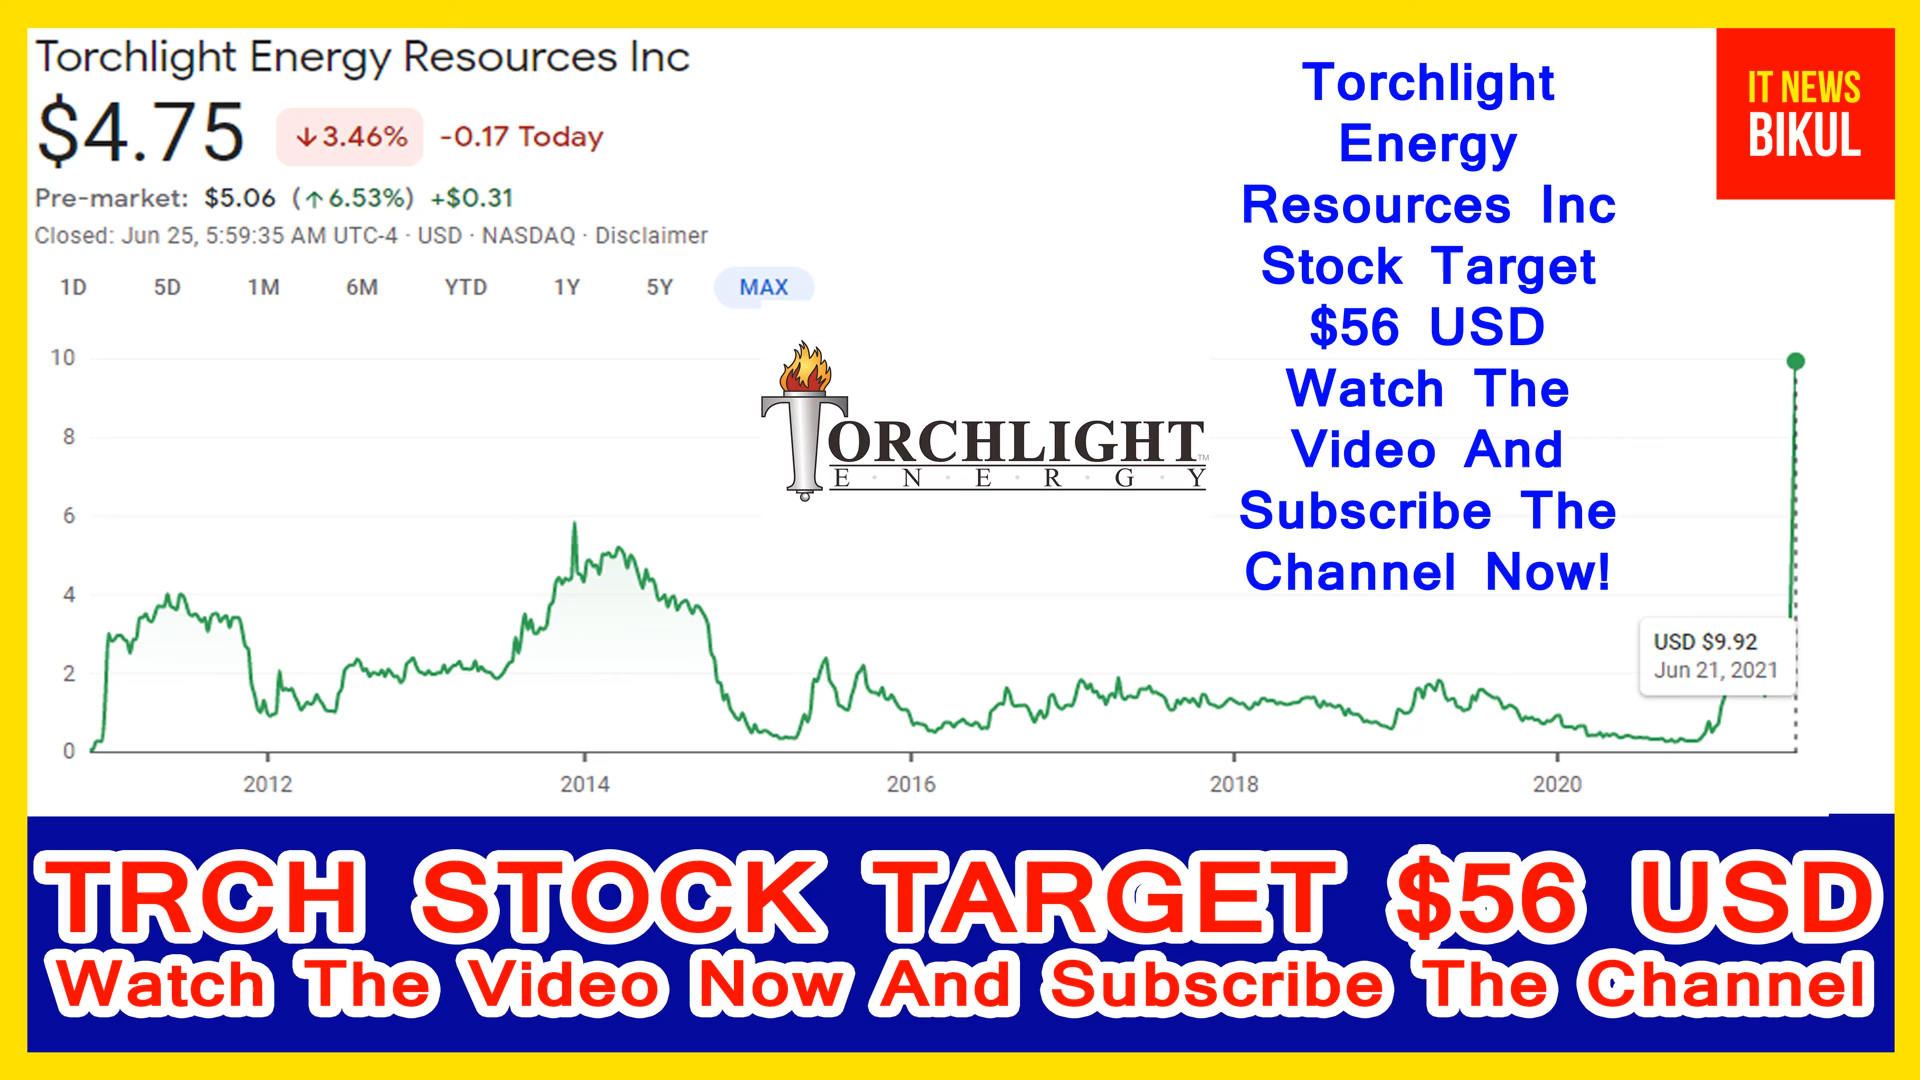 Torchlight Energy Resources Inc
$4.75 ↓3.46% -0.17 Today
Pre-market: $5.06 (↑6.53%) +$0.31
Closed: Jun 25, 5:59:35 AM UTC-4 · USD · NASDAQ · Disclaimer
1D 5D 1M 6M YTD 1Y 5Y MAX
10
8
6
4
2
0
2012 2014 2016 2018 2020
TORCHLIGHT™
E·N·E·R·G·Y
Torchlight
Energy
Resources Inc
Stock Target
$56 USD
Watch The
Video And
Subscribe The
Channel Now!
IT NEWS
BIKUL
USD $9.92
Jun 21, 2021
TRCH STOCK TARGET $56 USD
Watch The Video Now And Subscribe The Channel